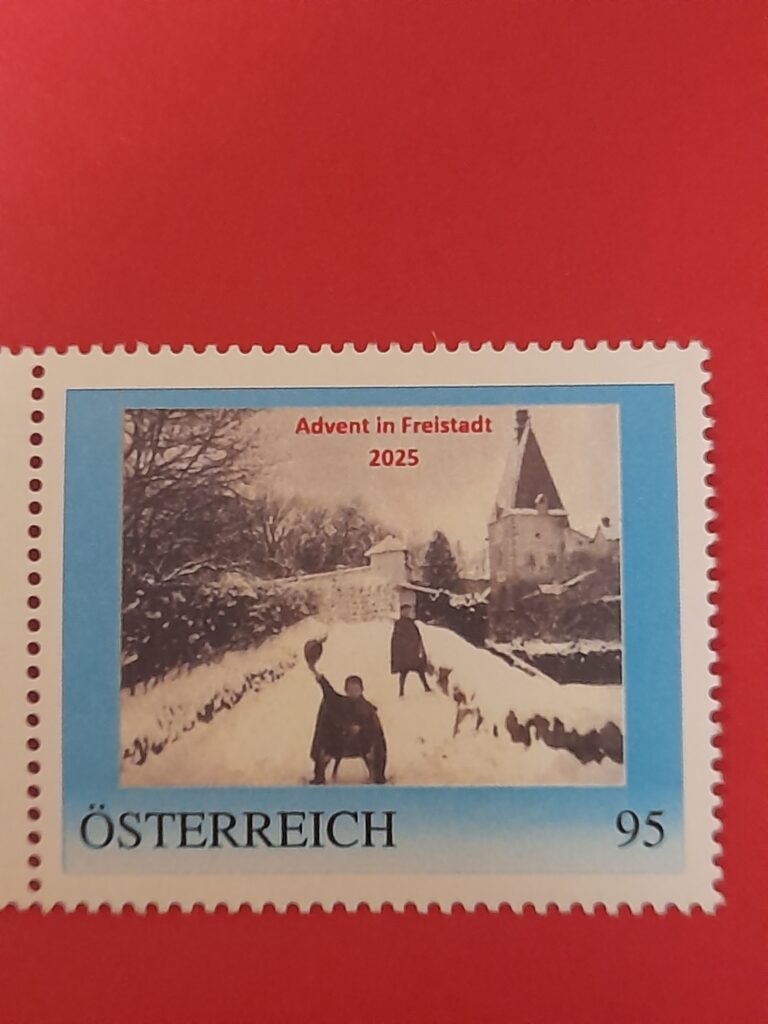 Advent in Freistadt
2025
ÖSTERREICH 95